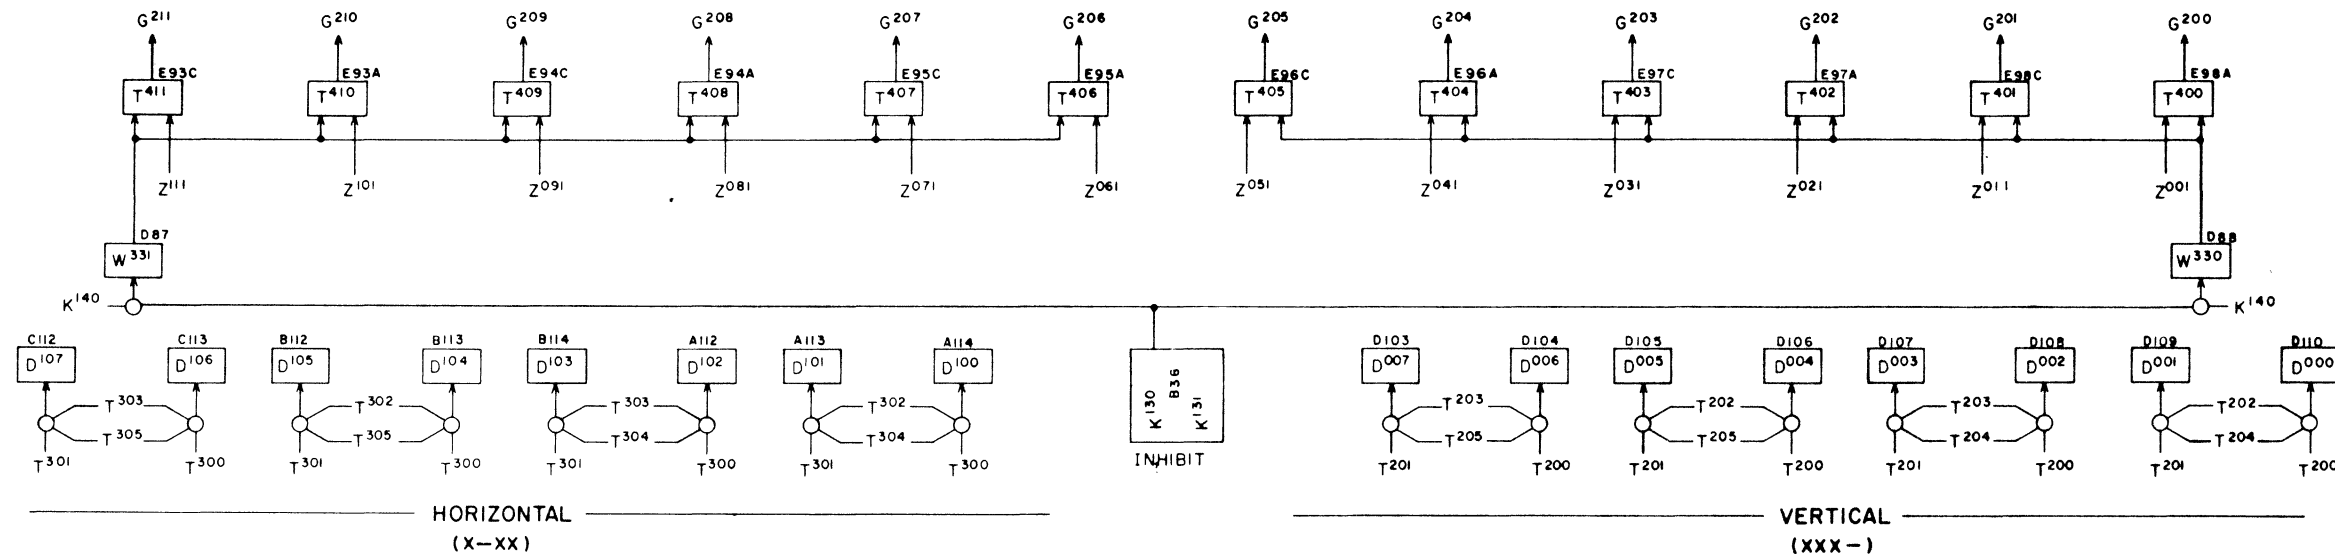 G211 G210 G209 G208 G207 G206 G205 G204 G203 G202 G201 G200
E93C E93A E94C E94A E95C E95A E96C E96A E97C E97A E98C E98A
T411 T410 T409 T408 T407 T406 T405 T404 T403 T402 T401 T400
Z111 Z101 Z091 Z081 Z071 Z061 Z051 Z041 Z031 Z021 Z011 Z001
D87 D88
W331 W330
K140 K140
C112 C113 B112 B113 B114 A112 A113 A114 D103 D104 D105 D106 D107 D108 D109 D110
D107 D106 D105 D104 D103 D102 D101 D100 K130 B36 K131 D007 D006 D005 D004 D003 D002 D001 D000
T303 T302 T303 T302 T203 T202 T203 T202
T305 T305 T304 T304 T205 T205 T204 T204
T301 T300 T301 T300 T301 T300 T301 T300 INHIBIT T201 T200 T201 T200 T201 T200 T201 T200
HORIZONTAL VERTICAL
(X-XX) (XXX-)